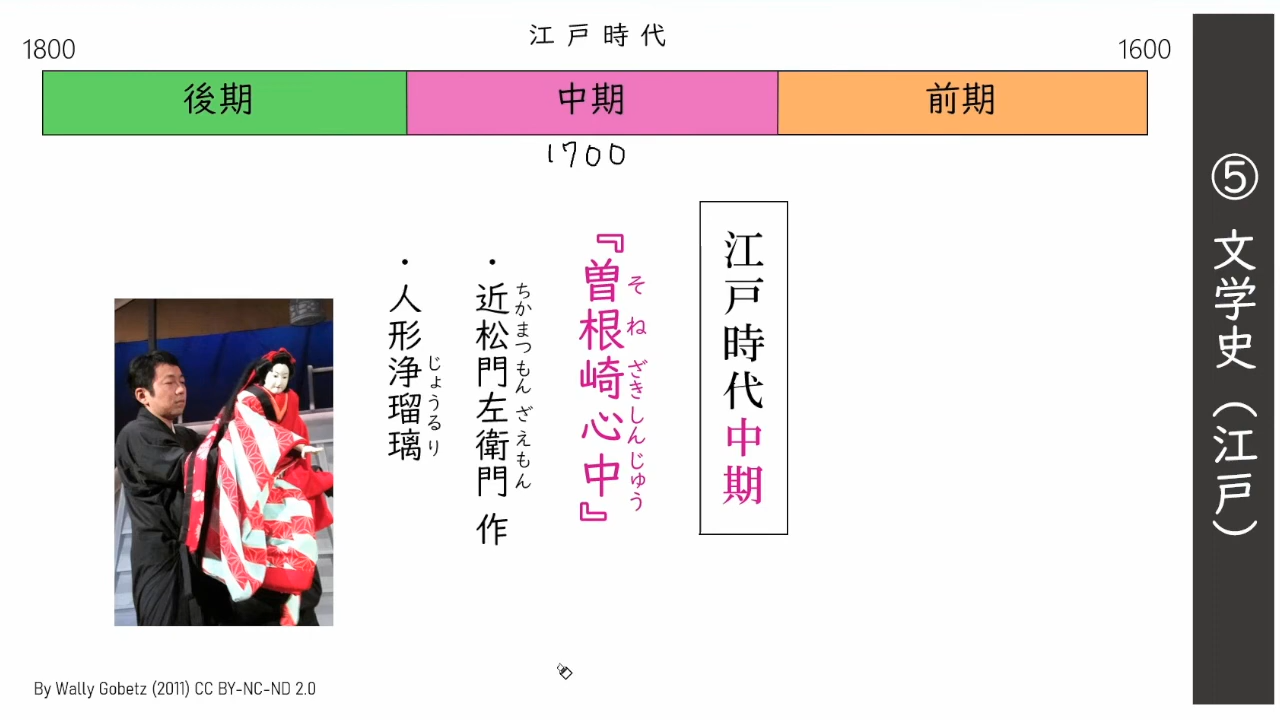 ⑤ 文学史（江戸）
江戸時代
1800
1600
後期
中期
前期
1700
江戸時代中期
『曽根崎心中』
そねざきしんじゅう
・近松門左衛門 作
ちかまつもんざえもん
・人形浄瑠璃
じょうるり
By Wally Gobetz (2011) CC BY-NC-ND 2.0